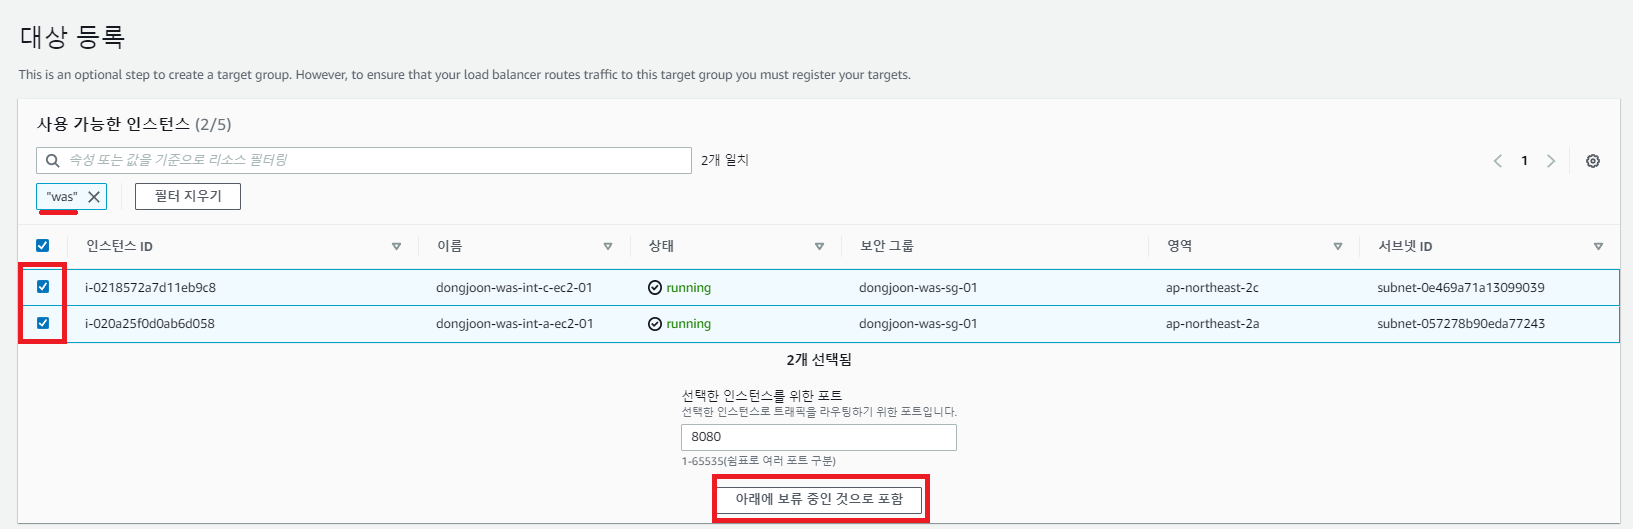 대상 등록
This is an optional step to create a target group. However, to ensure that your load balancer routes traffic to this target group you must register your targets.
사용 가능한 인스턴스 (2/5)
속성 또는 값을 기준으로 리소스 필터링 2개 일치 1
"was" 필터 지우기
인스턴스 ID 이름 상태 보안 그룹 영역 서브넷 ID
i-0218572a7d11eb9c8 dongjoon-was-int-c-ec2-01 running dongjoon-was-sg-01 ap-northeast-2c subnet-0e469a71a13099039
i-020a25f0d0ab6d058 dongjoon-was-int-a-ec2-01 running dongjoon-was-sg-01 ap-northeast-2a subnet-057278b90eda77243
2개 선택됨
선택한 인스턴스를 위한 포트
선택한 인스턴스로 트래픽을 라우팅하기 위한 포트입니다.
8080
1-65535(쉼표로 여러 포트 구분)
아래에 보류 중인 것으로 포함